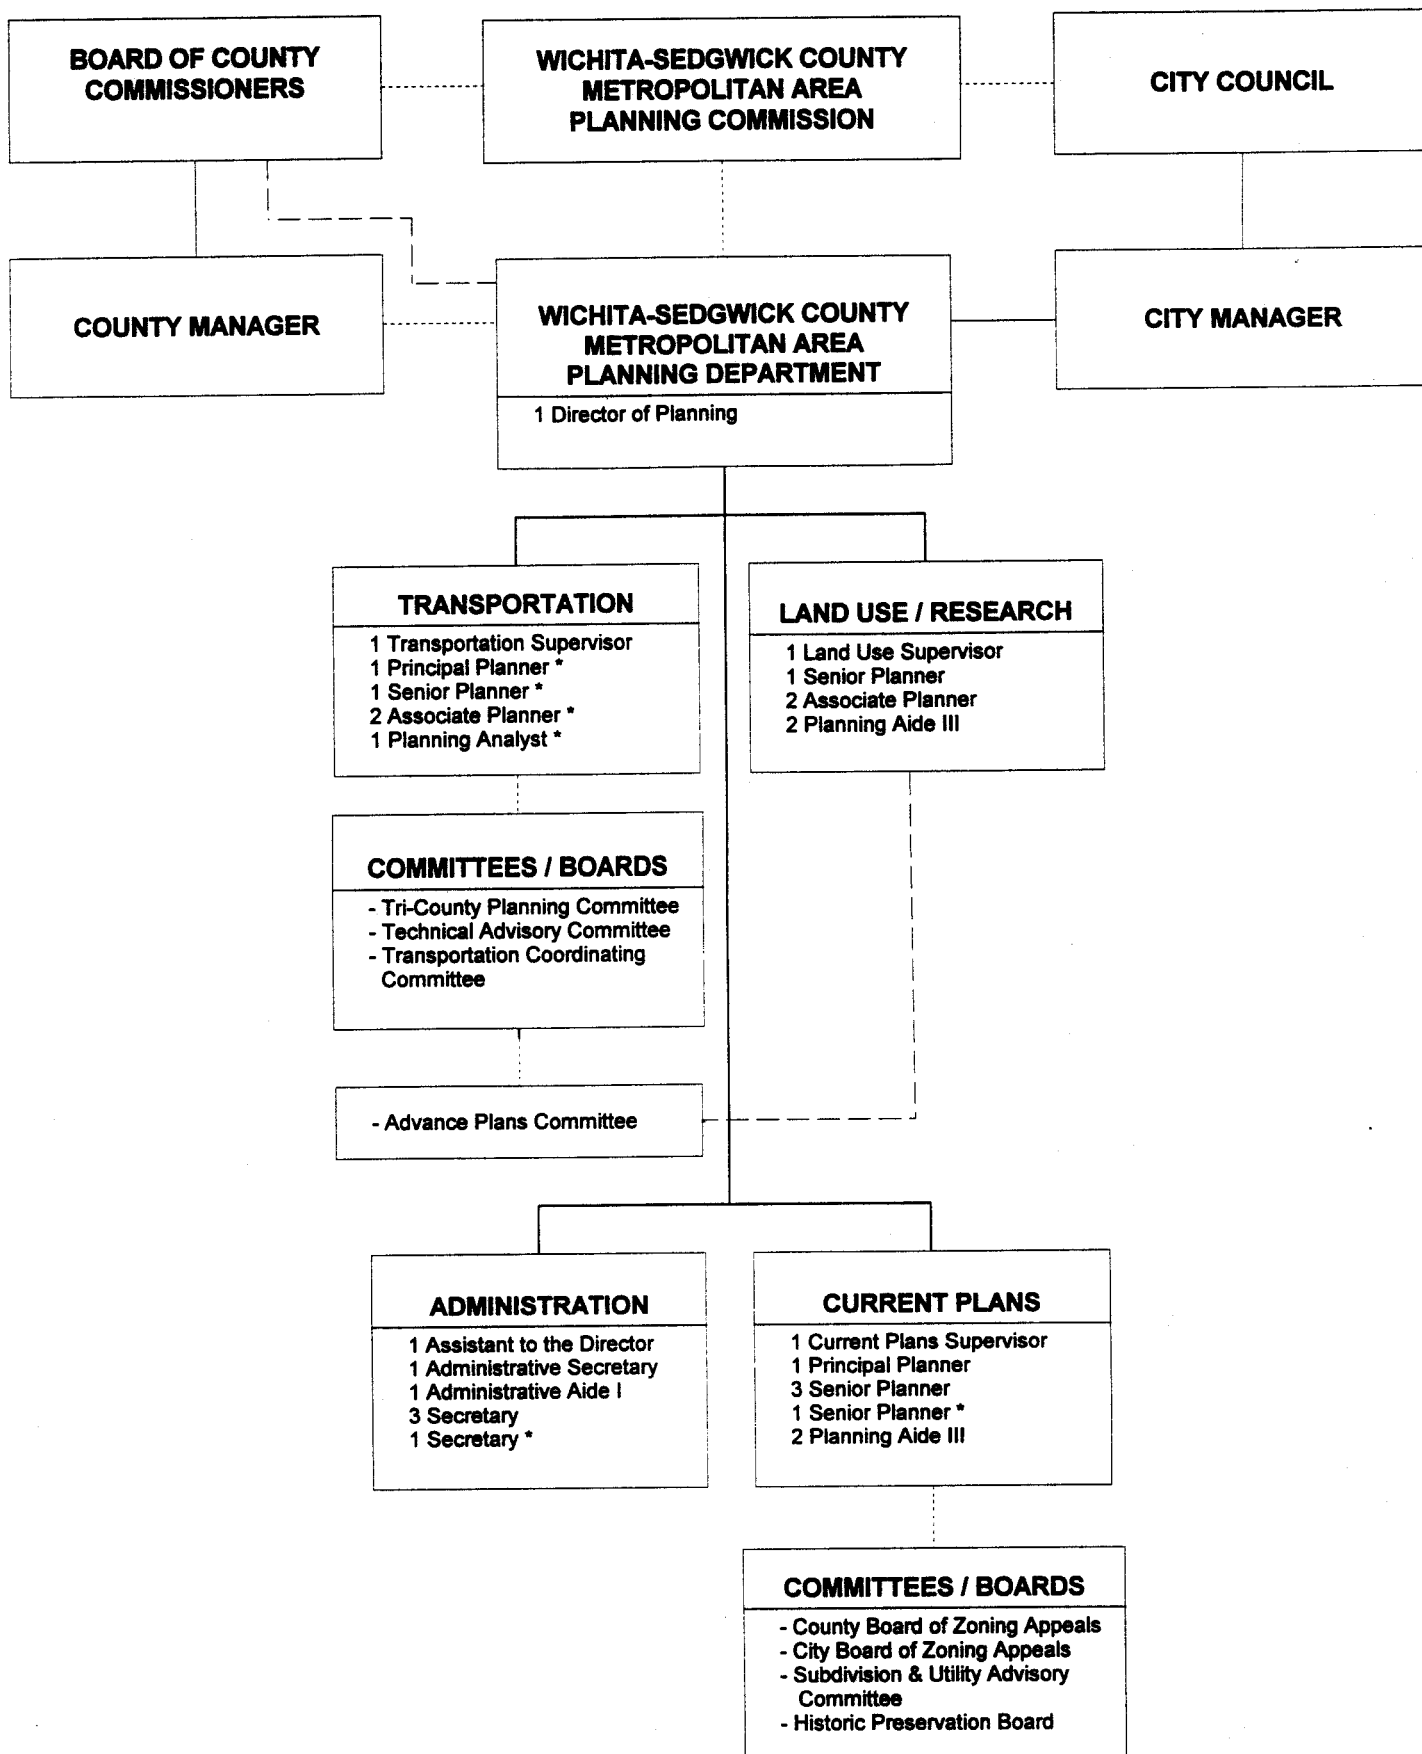 BOARD OF COUNTY
COMMISSIONERS
WICHITA-SEDGWICK COUNTY
METROPOLITAN AREA
PLANNING COMMISSION
CITY COUNCIL
COUNTY MANAGER
WICHITA-SEDGWICK COUNTY
METROPOLITAN AREA
PLANNING DEPARTMENT
1 Director of Planning
CITY MANAGER
TRANSPORTATION
1 Transportation Supervisor
1 Principal Planner *
1 Senior Planner *
2 Associate Planner *
1 Planning Analyst *
LAND USE / RESEARCH
1 Land Use Supervisor
1 Senior Planner
2 Associate Planner
2 Planning Aide III
COMMITTEES / BOARDS
- Tri-County Planning Committee
- Technical Advisory Committee
- Transportation Coordinating
Committee
- Advance Plans Committee
ADMINISTRATION
1 Assistant to the Director
1 Administrative Secretary
1 Administrative Aide I
3 Secretary
1 Secretary *
CURRENT PLANS
1 Current Plans Supervisor
1 Principal Planner
3 Senior Planner
1 Senior Planner *
2 Planning Aide III
COMMITTEES / BOARDS
- County Board of Zoning Appeals
- City Board of Zoning Appeals
- Subdivision & Utility Advisory
Committee
- Historic Preservation Board